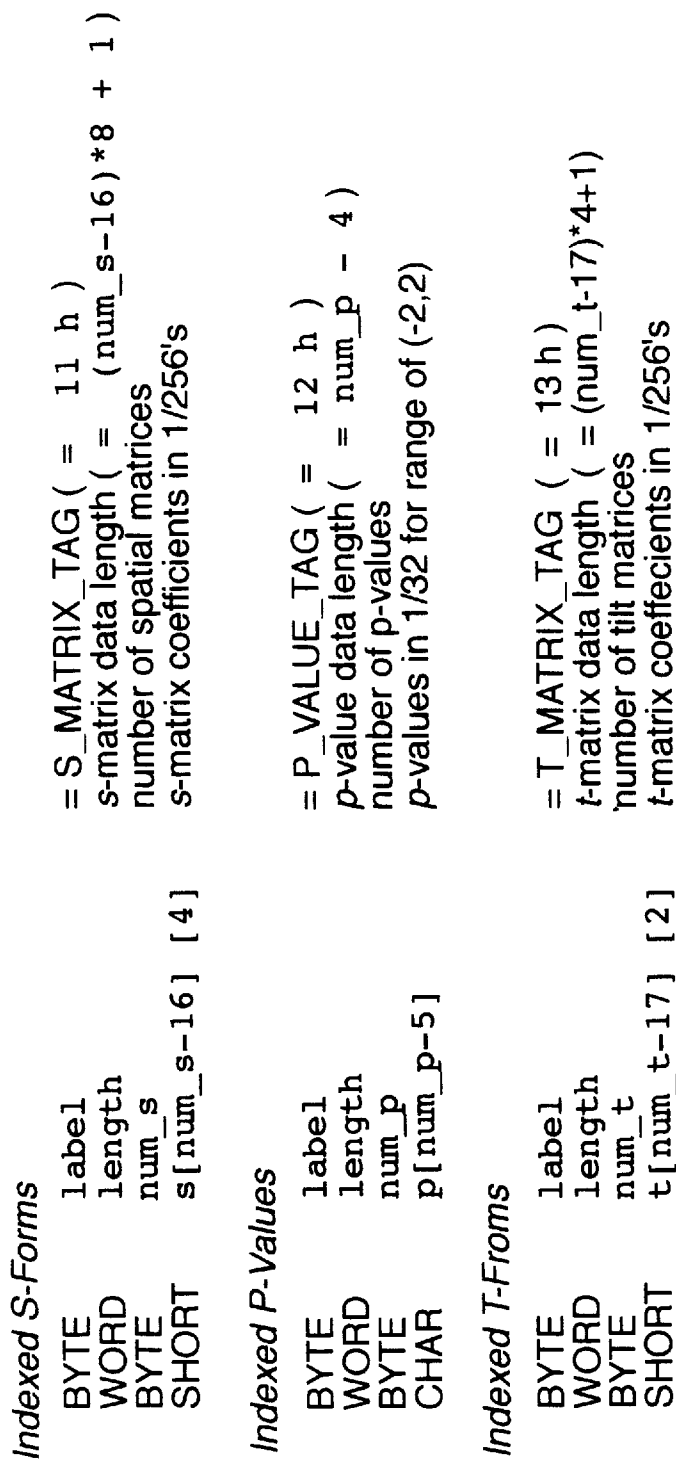 Indexed S-Forms
BYTE label = S_MATRIX_TAG ( = 11 h )
WORD length s-matrix data length ( = (num_s-16)*8 + 1 )
BYTE num_s number of spatial matrices
SHORT s[num_s-16] [4] s-matrix coefficients in 1/256's
Indexed P-Values
BYTE label = P_VALUE_TAG ( = 12 h )
WORD length p-value data length ( = num_p - 4 )
BYTE num_p number of p-values
CHAR p[num_p-5] p-values in 1/32 for range of (-2,2)
Indexed T-Froms
BYTE label = T_MATRIX_TAG ( = 13 h )
WORD length t-matrix data length ( = (num_t-17)*4+1)
BYTE num_t number of tilt matrices
SHORT t[num_t-17] [2] t-matrix coeffecients in 1/256's